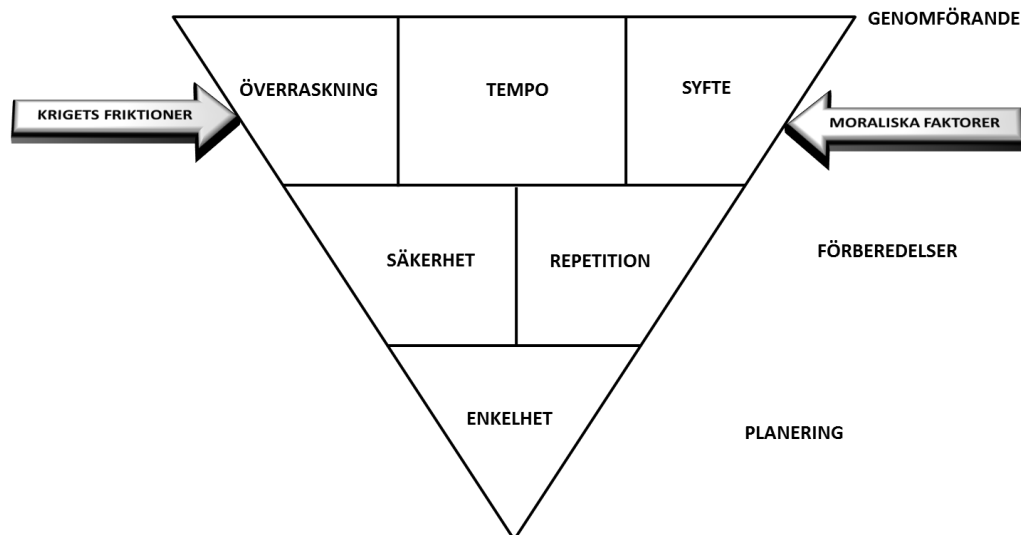 GENOMFÖRANDE
ÖVERRASKNING
TEMPO
SYFTE
KRIGETS FRIKTIONER
MORALISKA FAKTORER
SÄKERHET
REPETITION
FÖRBEREDELSER
ENKELHET
PLANERING